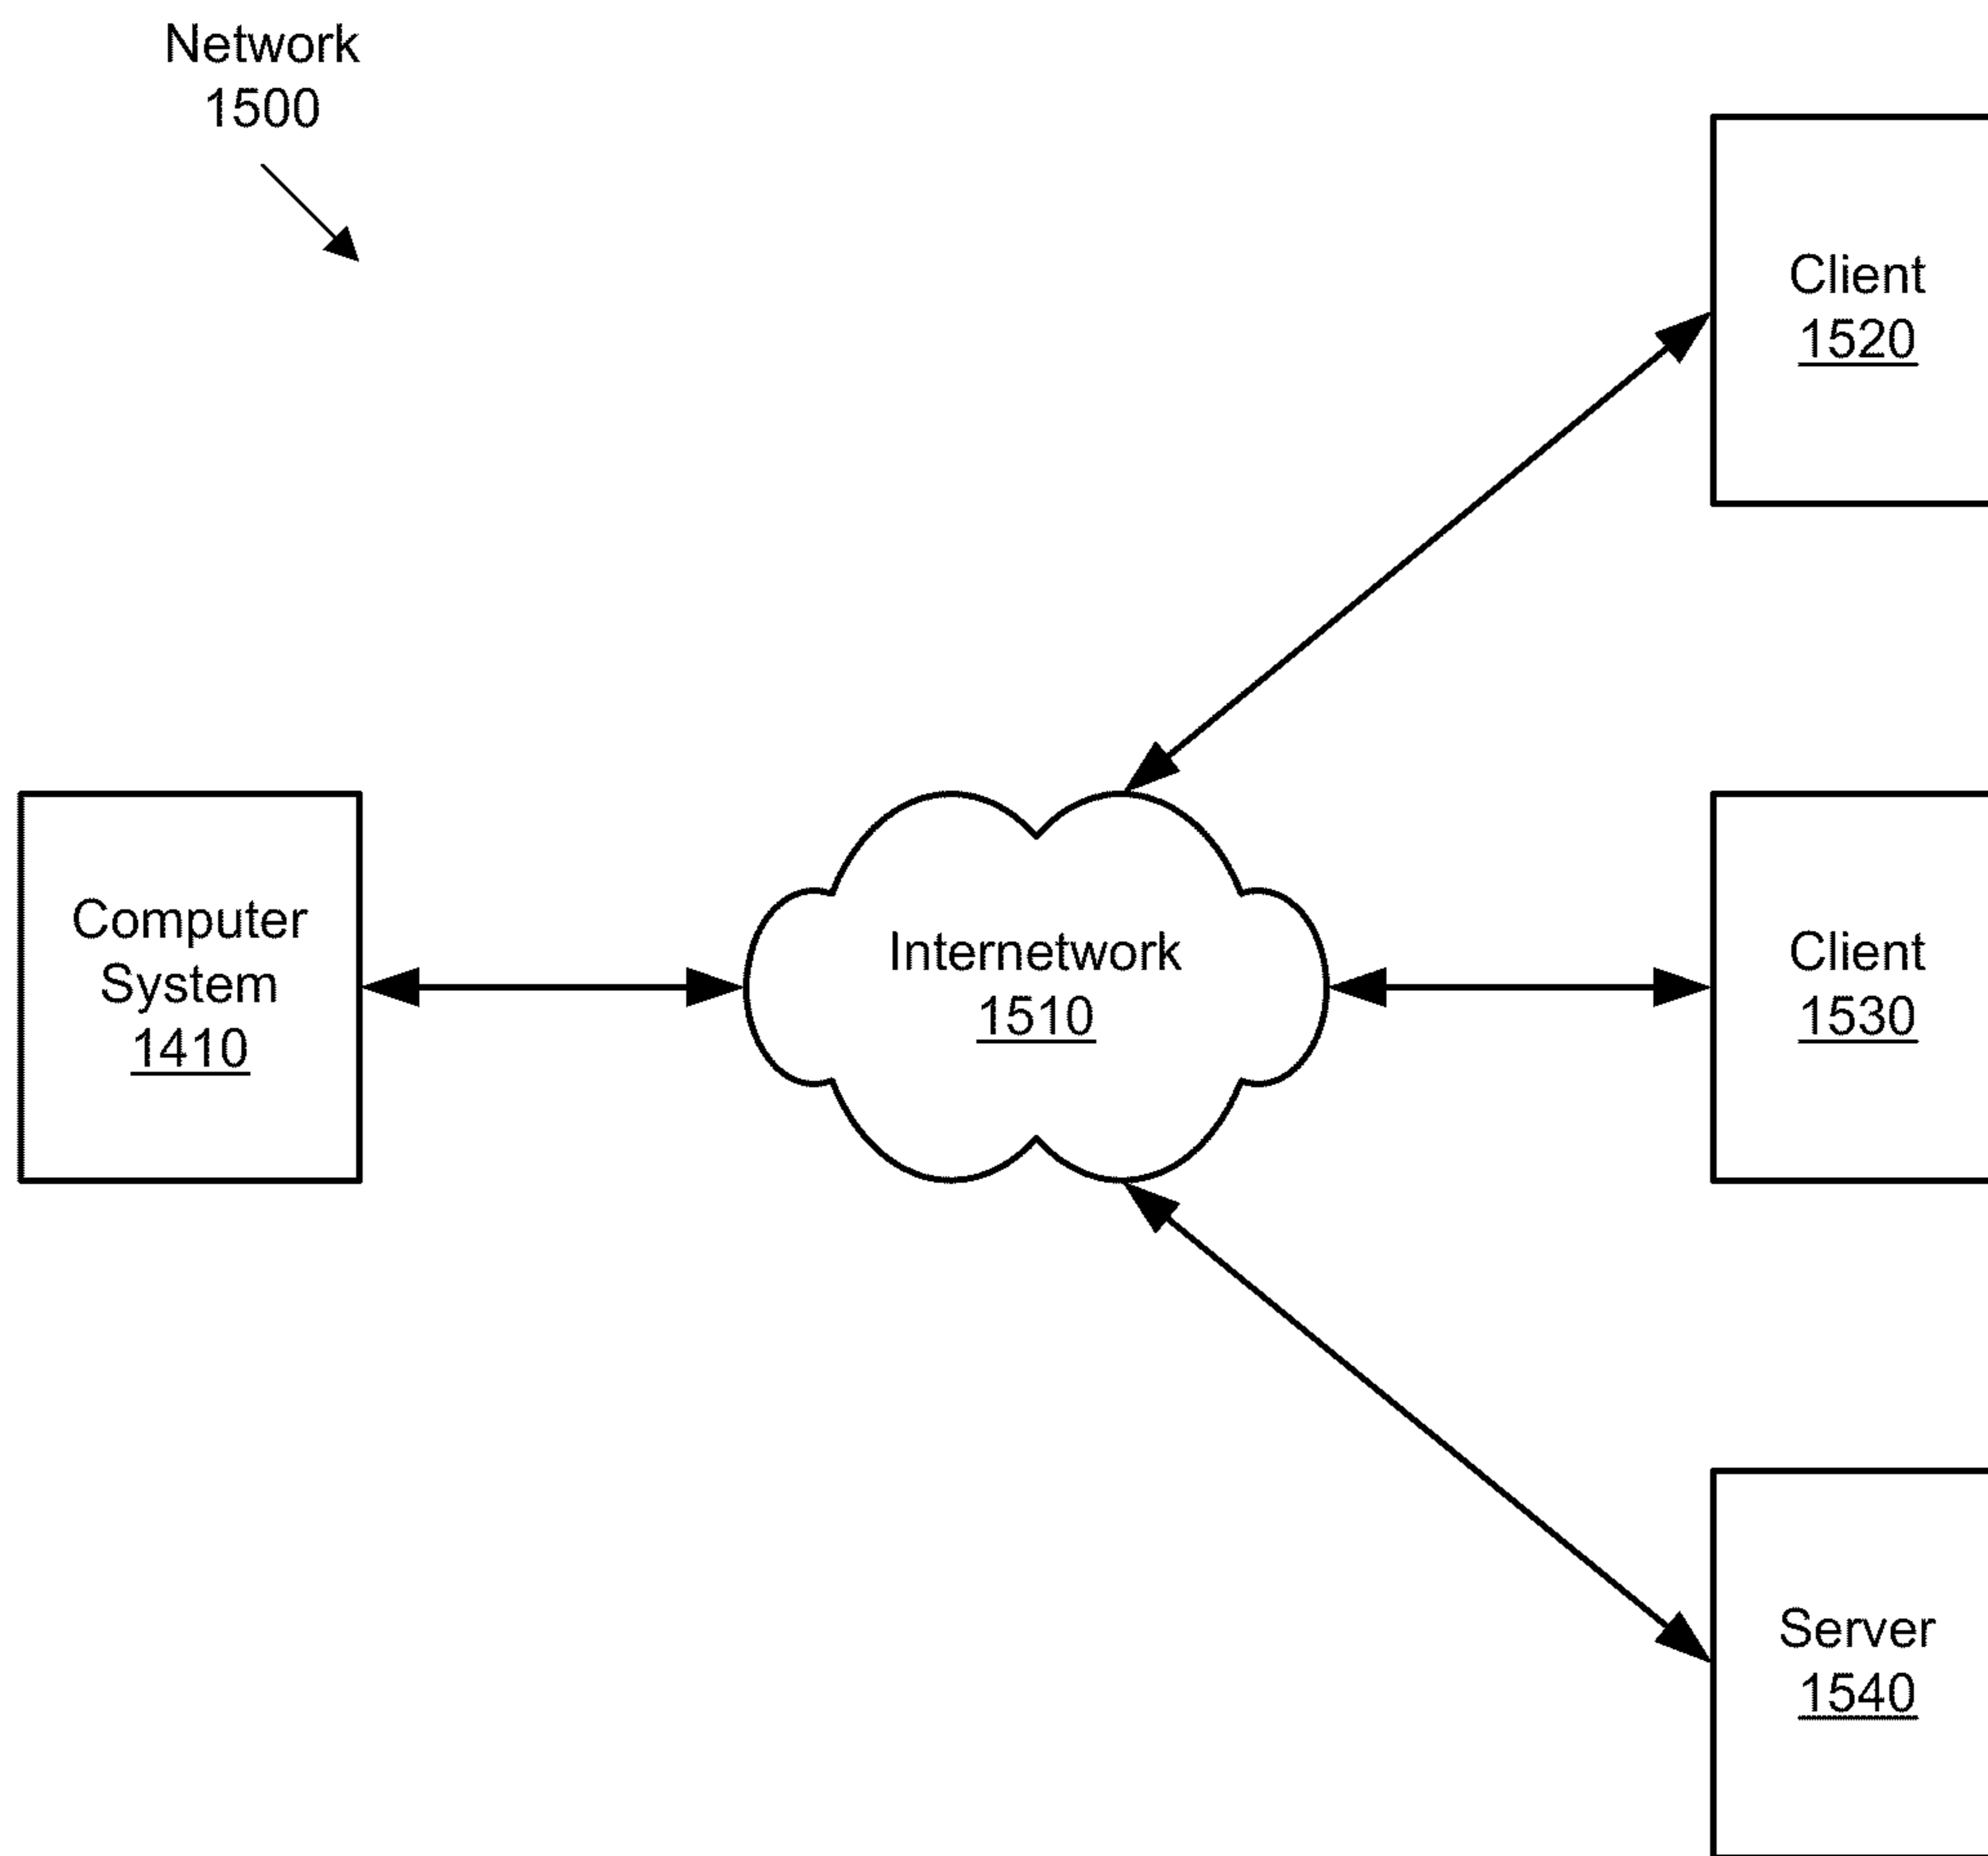 Network
1500
Client
1520
Computer
System
1410
Internetwork
1510
Client
1530
Server
1540